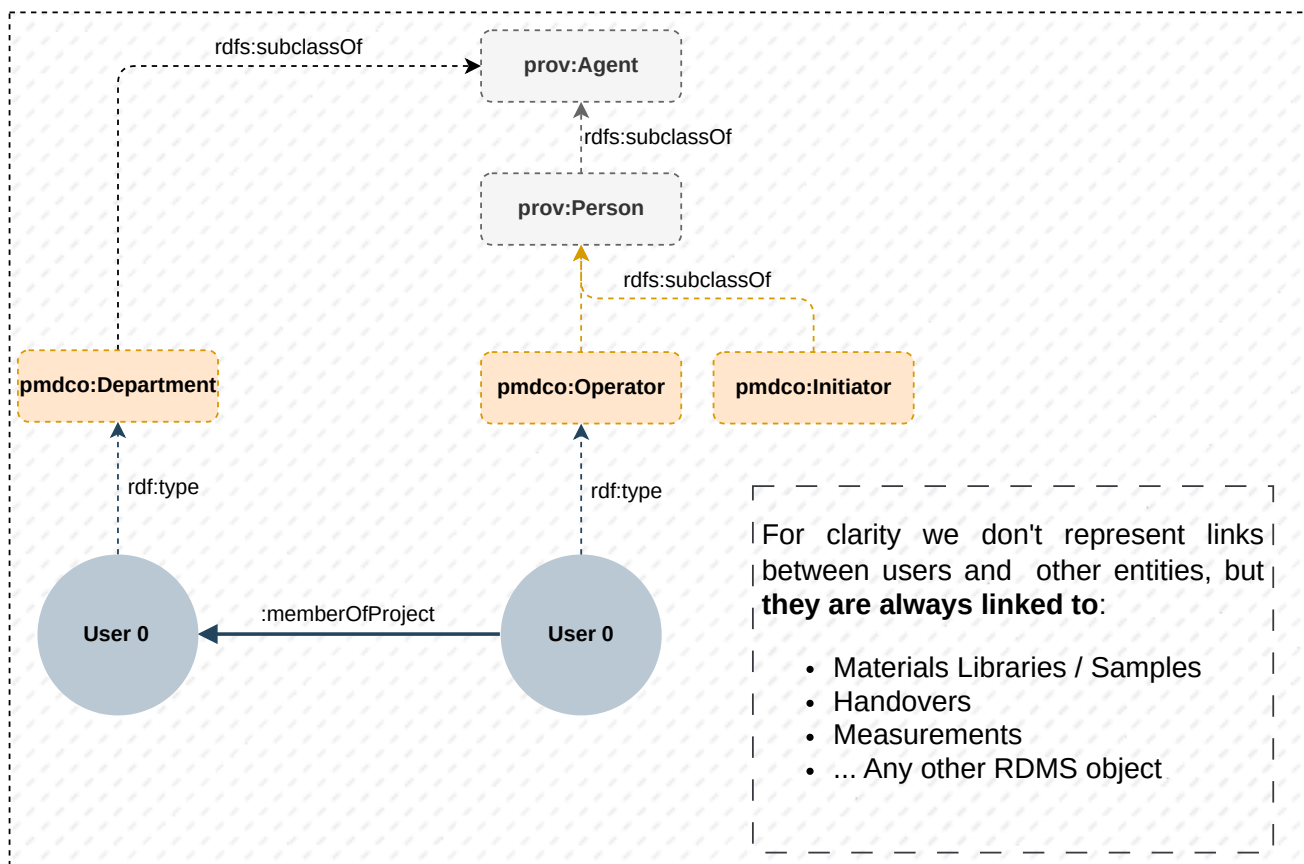 rdfs:subclassOf
prov:Agent
rdfs:subclassOf
prov:Person
rdfs:subclassOf
pmdco:Department
pmdco:Operator
pmdco:Initiator
rdf:type
rdf:type
User 0
:memberOfProject
User 0
For clarity we don't represent links
between users and other entities, but
they are always linked to:
• Materials Libraries / Samples
• Handovers
• Measurements
• ... Any other RDMS object